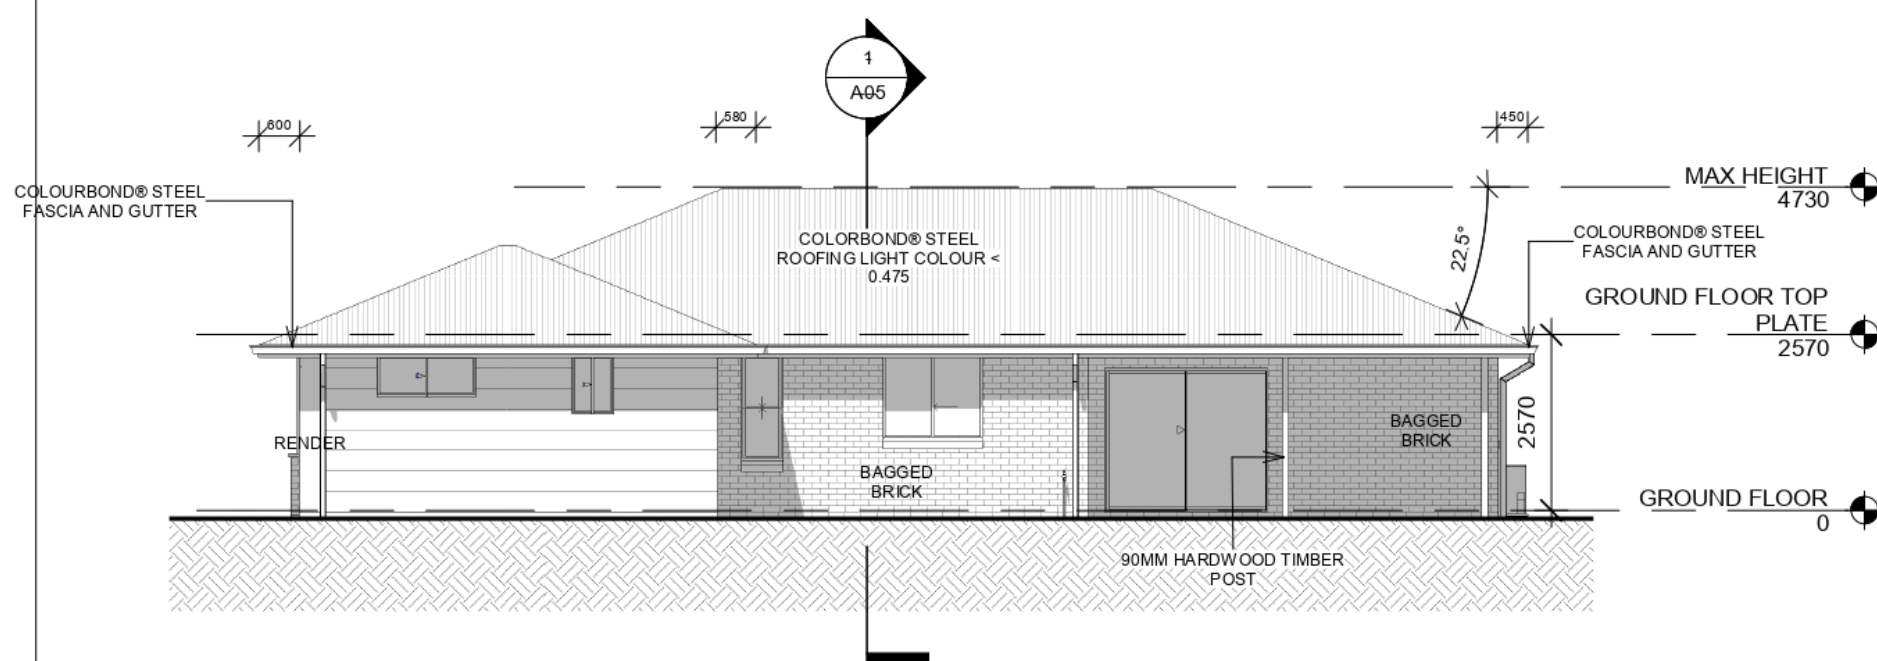 1
A05
600
580
450
COLOURBOND® STEEL
FASCIA AND GUTTER
MAX HEIGHT
4730
COLORBOND® STEEL
ROOFING LIGHT COLOUR <
0.475
22.5°
COLOURBOND® STEEL
FASCIA AND GUTTER
GROUND FLOOR TOP
PLATE
2570
RENDER
BAGGED
BRICK
BAGGED
BRICK
2570
GROUND FLOOR
0
90MM HARDWOOD TIMBER
POST